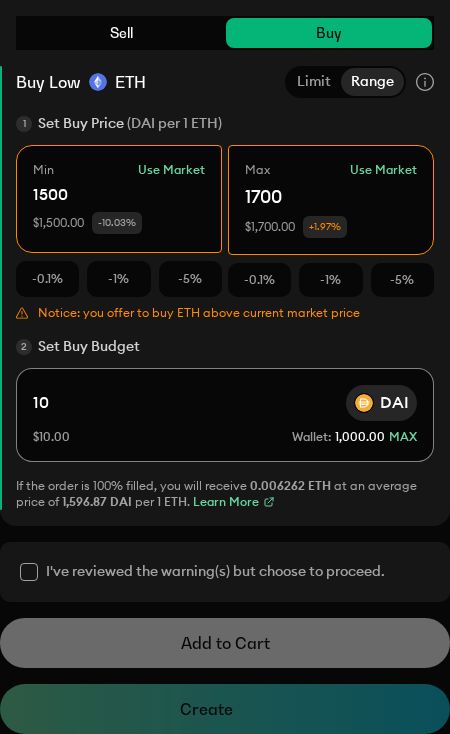 Sell Buy
Buy Low ETH Limit Range
1 Set Buy Price (DAI per 1 ETH)
Min Use Market Max Use Market
1500 1700
$1,500.00 -10.03% $1,700.00 +1.97%
-0.1% -1% -5% -0.1% -1% -5%
Notice: you offer to buy ETH above current market price
2 Set Buy Budget
10 DAI
$10.00 Wallet: 1,000.00 MAX
If the order is 100% filled, you will receive 0.006262 ETH at an average
price of 1,596.87 DAI per 1 ETH. Learn More
I've reviewed the warning(s) but choose to proceed.
Add to Cart
Create